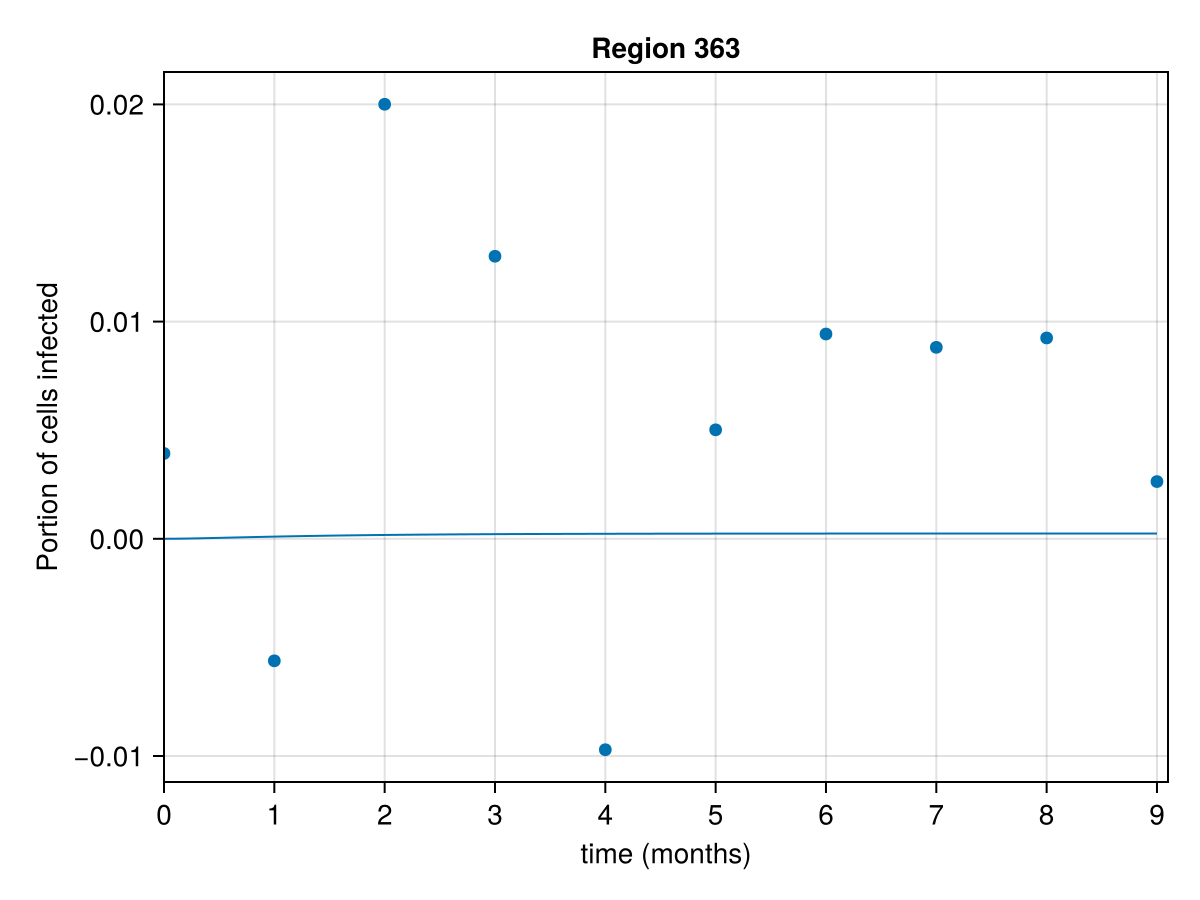 Region 363
Portion of cells infected
0.02
0.01
0.00
−0.01
0 1 2 3 4 5 6 7 8 9
time (months)